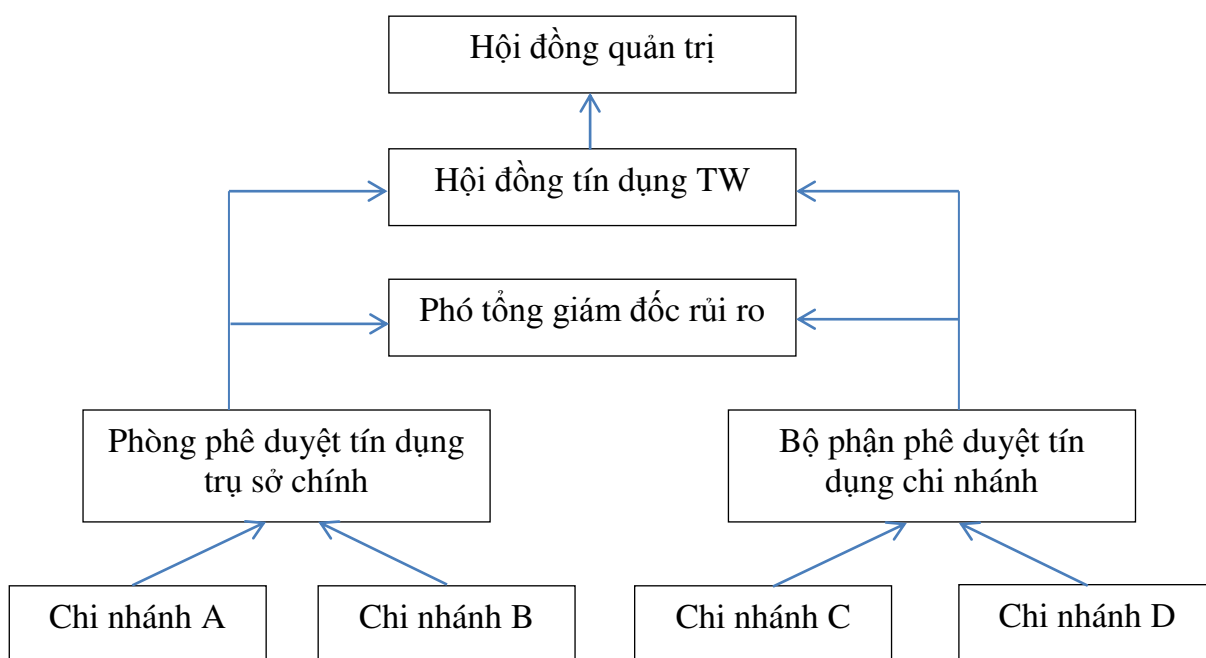 Hội đồng quản trị
Hội đồng tín dụng TW
Phó tổng giám đốc rủi ro
Phòng phê duyệt tín dụng
trụ sở chính
Bộ phận phê duyệt tín
dụng chi nhánh
Chi nhánh A
Chi nhánh B
Chi nhánh C
Chi nhánh D